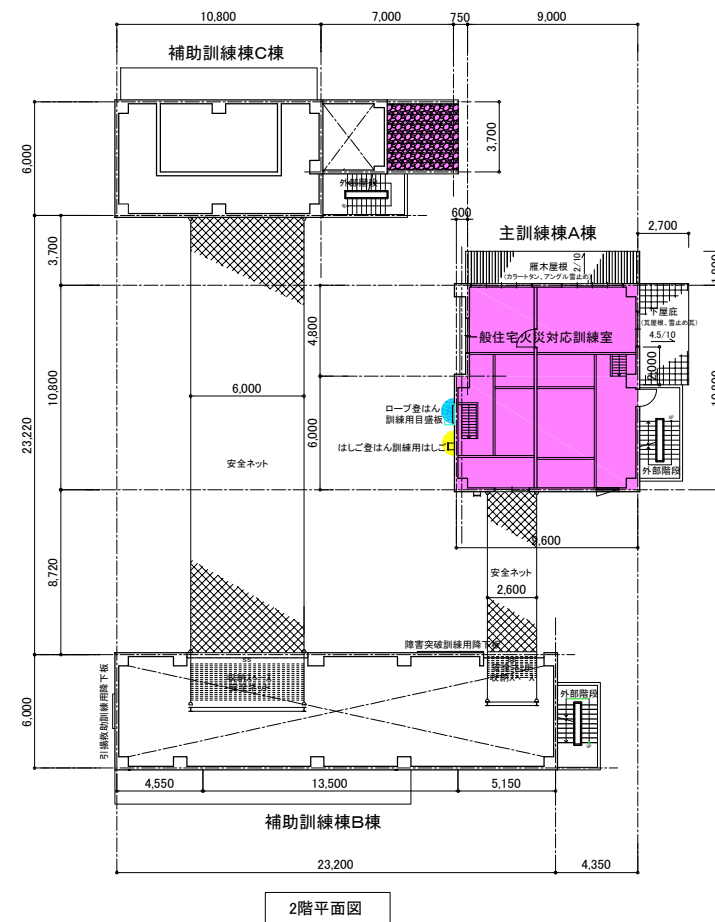 10,800
7,000
750
9,000
補助訓練棟C棟
6,000
3,700
外部階段
600
主訓練棟A棟
2,700
3,700
雁木屋根
(カラートタン、アングル雪止め)
2/10
下屋庇
(瓦屋根、雪止め瓦)
4.5/10
一般住宅火災対応訓練室
4,800
2,000
10,800
6,000
ロープ登はん
訓練用目盛板
はしご登はん訓練用はしご
6,000
23,220
安全ネット
外部階段
9,600
8,720
安全ネット
2,600
障害突破訓練用降下板
引揚救助訓練用降下板
外部階段
6,000
4,550
13,500
5,150
補助訓練棟B棟
23,200
4,350
2階平面図